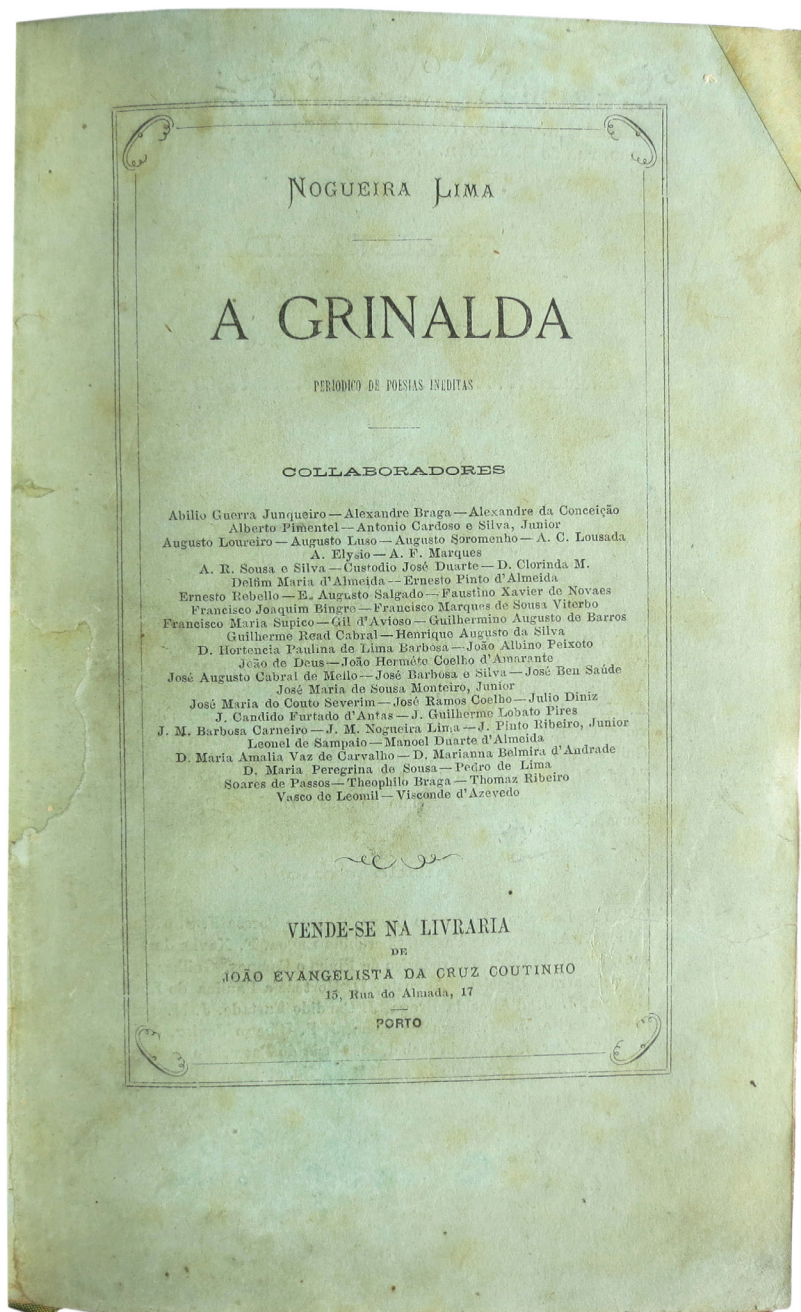 NOGUEIRA LIMA
A GRINALDA
PERIODICO DE POESIAS INEDITAS
COLLABORADORES
Abilio Guerra Junqueiro—Alexandre Braga—Alexandre da Conceição
Alberto Pimentel—Antonio Cardoso e Silva, Junior
Augusto Loureiro—Augusto Luso—Augusto Soromenho—A. C. Lousada
A. Elysio—A. F. Marques
A. R. Sousa e Silva—Custodio José Duarte—D. Clorinda M.
Delfim Maria d'Almeida—Ernesto Pinto d'Almeida
Ernesto Rebello—E. Augusto Salgado—Faustino Xavier de Novaes
Francisco Joaquim Bingre—Francisco Marques de Sousa Viterbo
Francisco Maria Supico—Gil d'Avioso—Guilhermino Augusto de Barros
Guilherme Read Cabral—Henrique Augusto da Silva
D. Hortencia Paulina de Lima Barbosa—João Albino Peixoto
João de Deus—João Herméto Coelho d'Amarante
José Augusto Cabral de Mello—José Barbosa e Silva—José Ben Saude
José Maria de Sousa Monteiro, Junior
José Maria do Couto Severim—José Ramos Coelho—Julio Diniz
J. Candido Furtado d'Antas—J. Guilherme Lobato Pires
J. M. Barbosa Carneiro—J. M. Nogueira Lima—J. Pinto Ribeiro, Junior
Leonel de Sampaio—Manoel Duarte d'Almeida
D. Maria Amalia Vaz de Carvalho—D. Marianna Belmira d'Andrade
D. Maria Peregrina de Sousa—Pedro de Lima
Soares de Passos—Theophilo Braga—Thomaz Ribeiro
Vasco de Leomil—Visconde d'Azevedo
VENDE-SE NA LIVRARIA
DE
JOÃO EVANGELISTA DA CRUZ COUTINHO
15, Rua do Almada, 17
PORTO